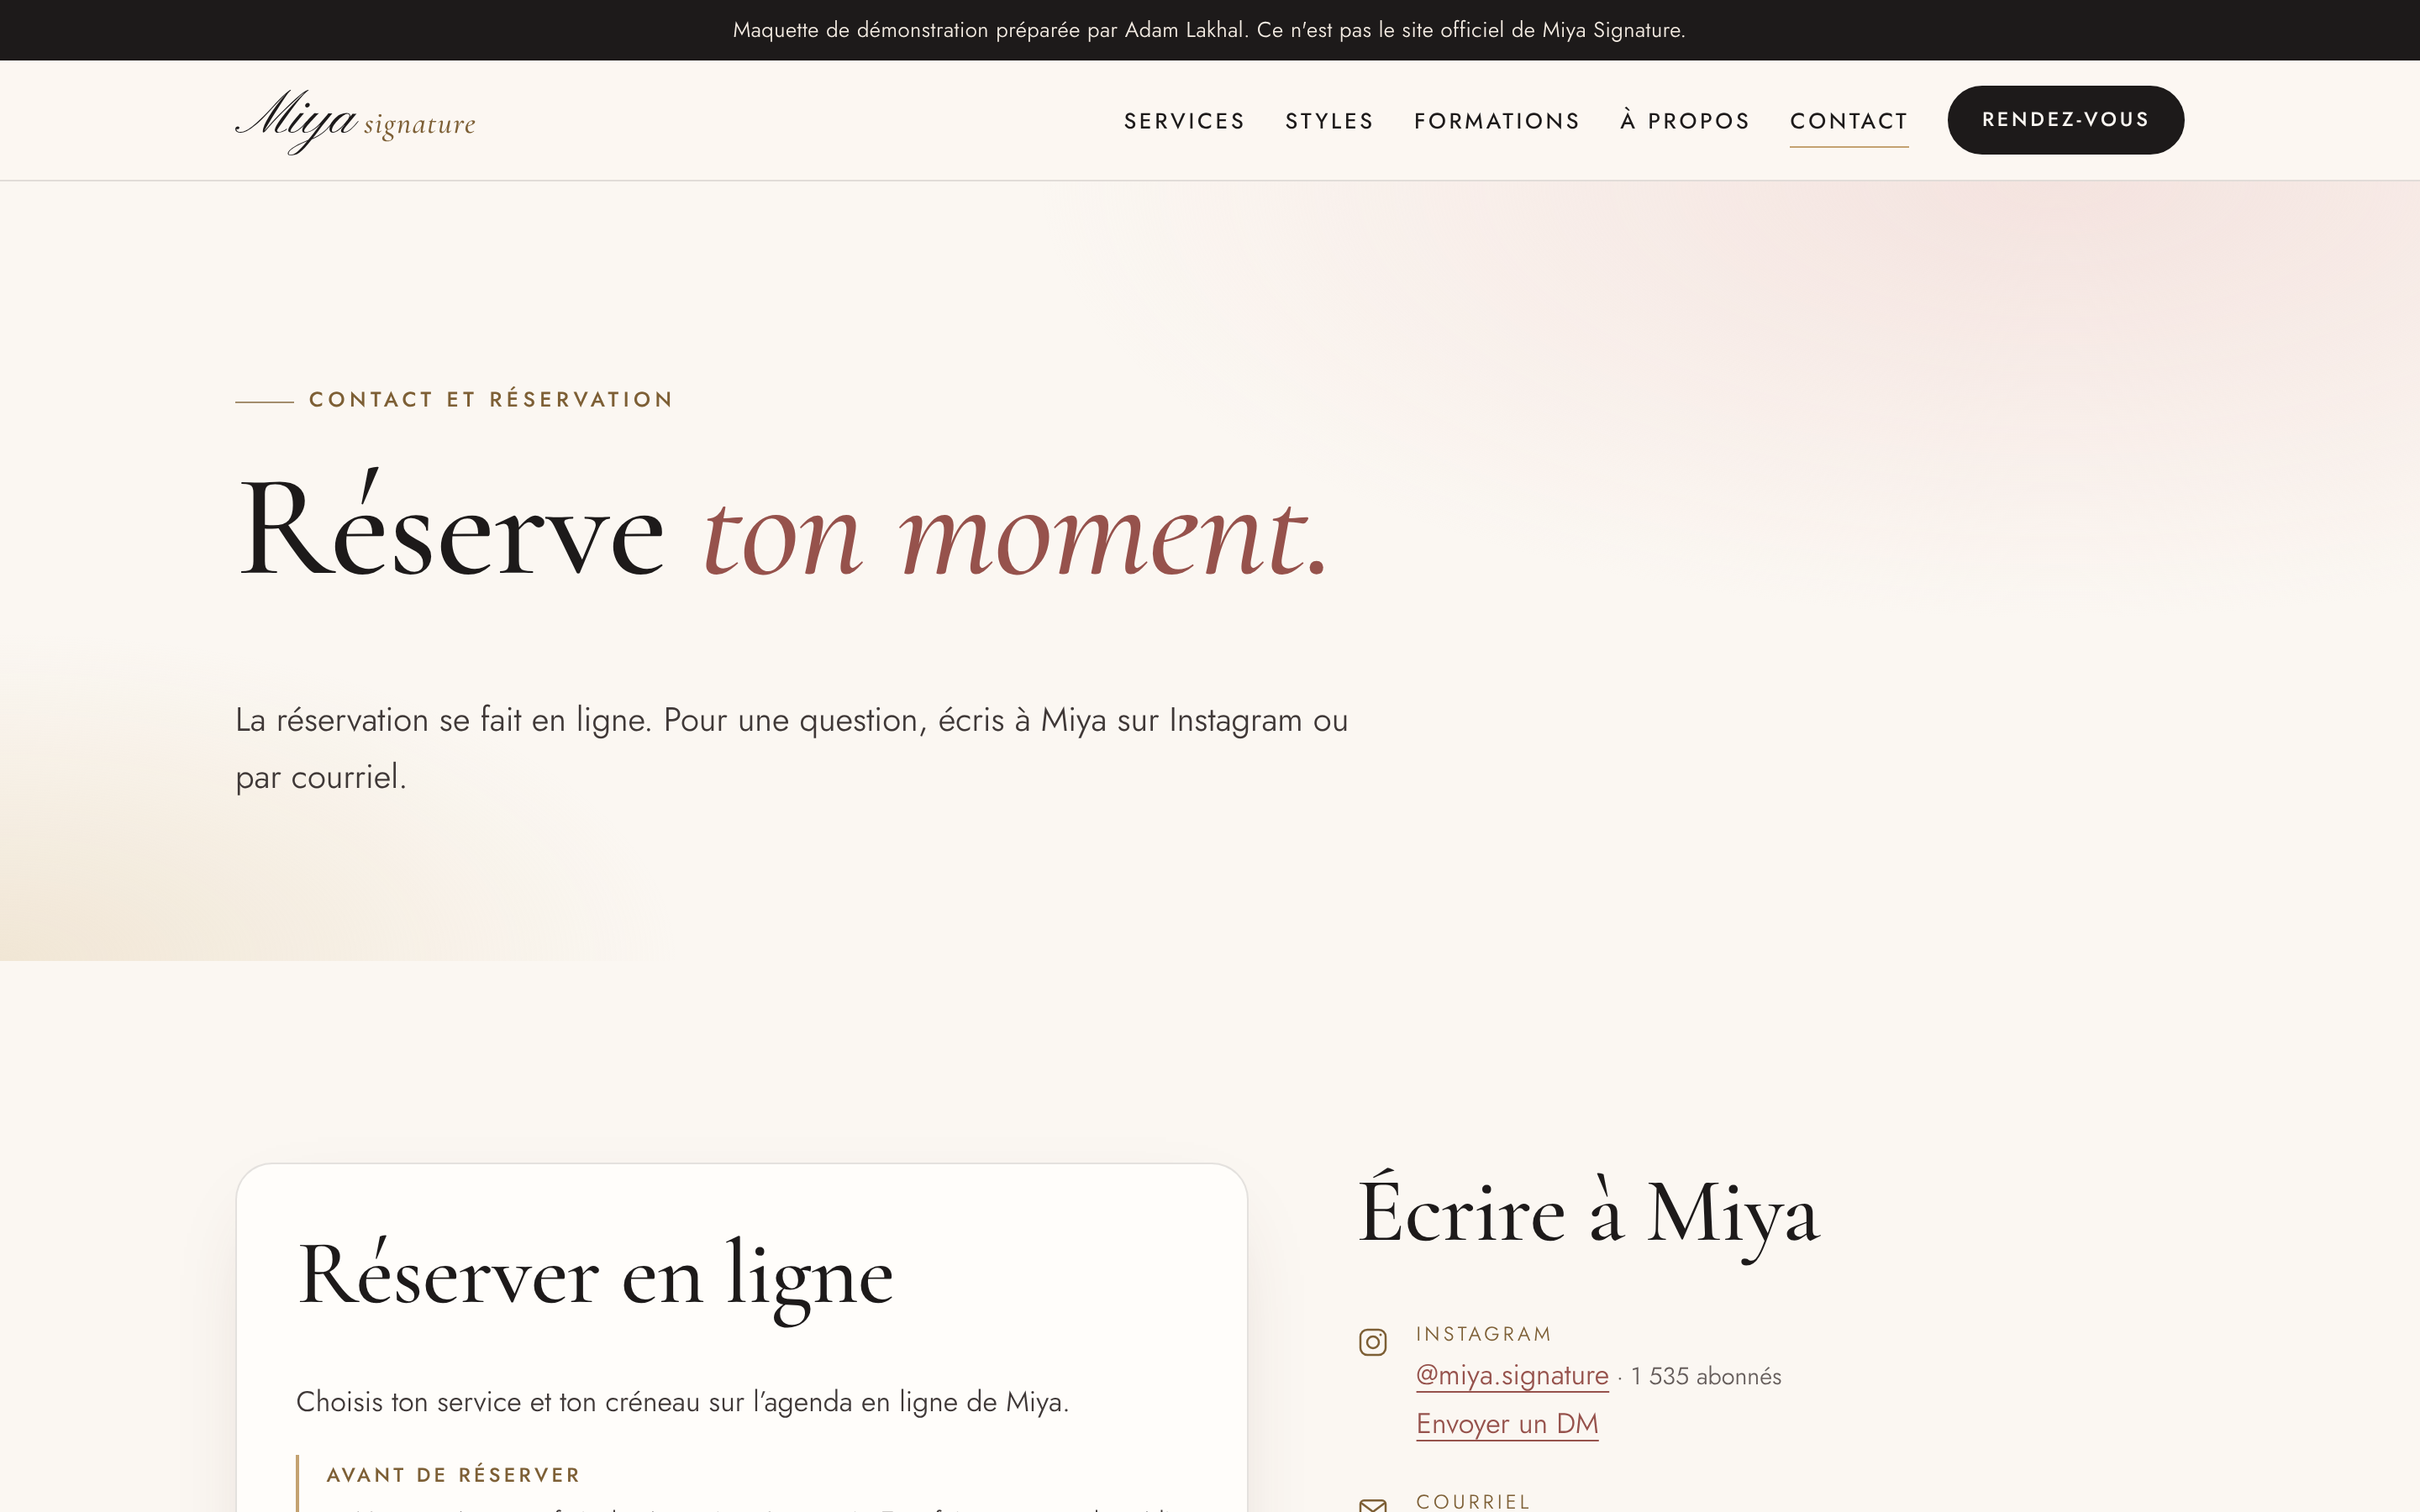 Maquette de démonstration préparée par Adam Lakhal. Ce n'est pas le site officiel de Miya Signature.
Miya signature
SERVICES STYLES FORMATIONS À PROPOS CONTACT RENDEZ-VOUS
CONTACT ET RÉSERVATION
Réserve ton moment.
La réservation se fait en ligne. Pour une question, écris à Miya sur Instagram ou
par courriel.
Réserver en ligne
Choisis ton service et ton créneau sur l’agenda en ligne de Miya.
AVANT DE RÉSERVER
Écrire à Miya
INSTAGRAM
@miya.signature · 1 535 abonnés
Envoyer un DM
COURRIEL